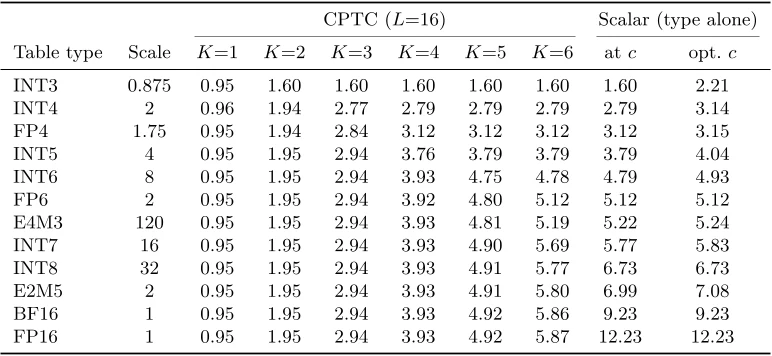 CPTC (L=16) Scalar (type alone)
Table type Scale K=1 K=2 K=3 K=4 K=5 K=6 at c opt. c
INT3 0.875 0.95 1.60 1.60 1.60 1.60 1.60 1.60 2.21
INT4 2 0.96 1.94 2.77 2.79 2.79 2.79 2.79 3.14
FP4 1.75 0.95 1.94 2.84 3.12 3.12 3.12 3.12 3.15
INT5 4 0.95 1.95 2.94 3.76 3.79 3.79 3.79 4.04
INT6 8 0.95 1.95 2.94 3.93 4.75 4.78 4.79 4.93
FP6 2 0.95 1.95 2.94 3.92 4.80 5.12 5.12 5.12
E4M3 120 0.95 1.95 2.94 3.93 4.81 5.19 5.22 5.24
INT7 16 0.95 1.95 2.94 3.93 4.90 5.69 5.77 5.83
INT8 32 0.95 1.95 2.94 3.93 4.91 5.77 6.73 6.73
E2M5 2 0.95 1.95 2.94 3.93 4.91 5.80 6.99 7.08
BF16 1 0.95 1.95 2.94 3.93 4.92 5.86 9.23 9.23
FP16 1 0.95 1.95 2.94 3.93 4.92 5.87 12.23 12.23